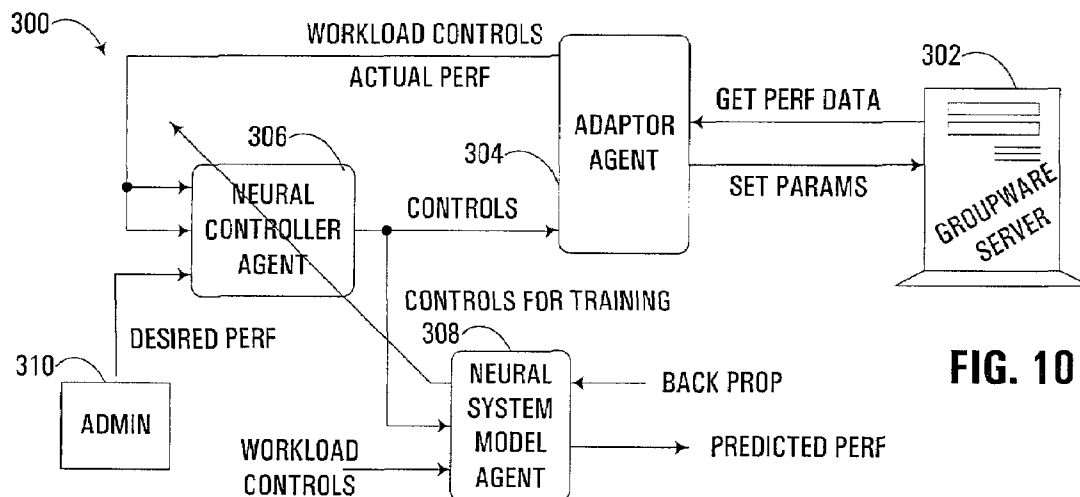 300
WORKLOAD CONTROLS
ACTUAL PERF
302
GET PERF DATA
ADAPTOR
AGENT
304
SET PARAMS
306
NEURAL
CONTROLLER
AGENT
CONTROLS
GROUPWARE
SERVER
CONTROLS FOR TRAINING
DESIRED PERF
310
ADMIN
308
NEURAL
SYSTEM
MODEL
AGENT
BACK PROP
PREDICTED PERF
WORKLOAD
CONTROLS
FIG. 10